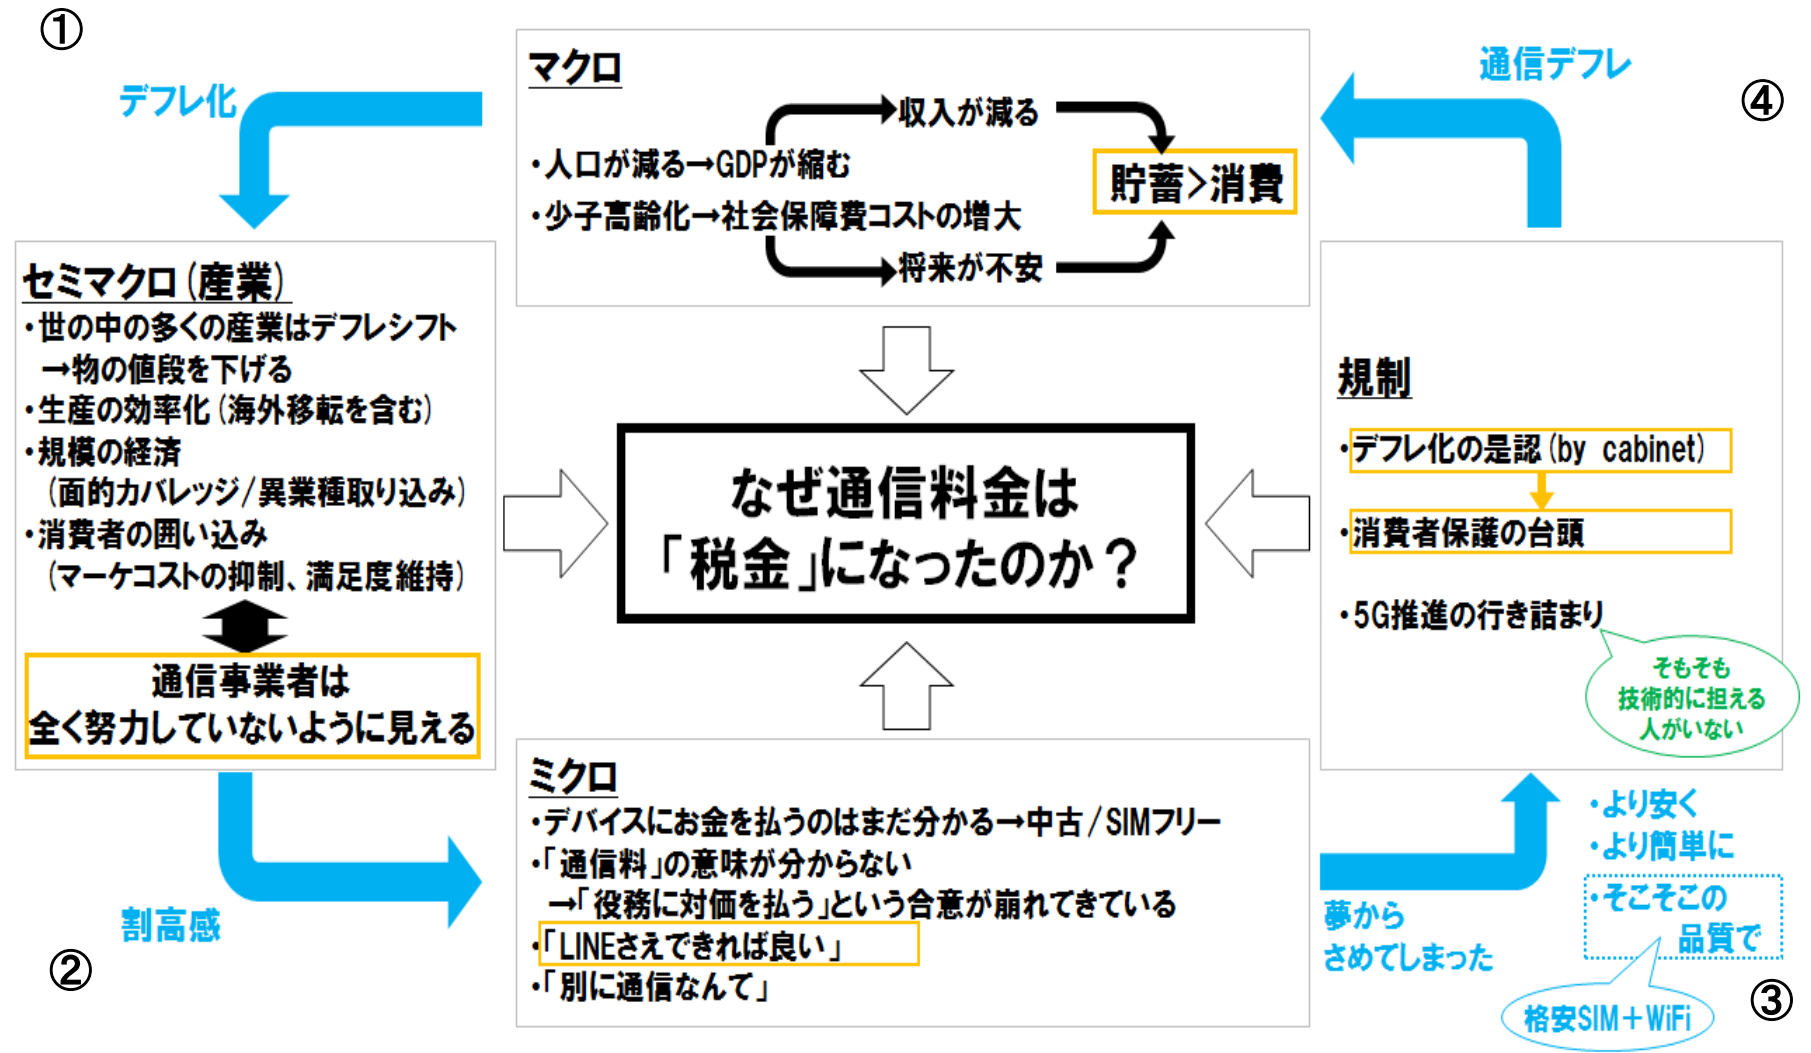 ①
デフレ化
マクロ
収入が減る
・人口が減る→GDPが縮む
・少子高齢化→社会保障費コストの増大
将来が不安
貯蓄>消費
通信デフレ
④
セミマクロ(産業)
・世の中の多くの産業はデフレシフト
→物の値段を下げる
・生産の効率化(海外移転を含む)
・規模の経済
(面的カバレッジ/異業種取り込み)
・消費者の囲い込み
(マーケコストの抑制、満足度維持)
通信事業者は
全く努力していないように見える
なぜ通信料金は
「税金」になったのか？
規制
・デフレ化の是認(by cabinet)
・消費者保護の台頭
・5G推進の行き詰まり
そもそも
技術的に担える
人がいない
割高感
②
ミクロ
・デバイスにお金を払うのはまだ分かる→中古/SIMフリー
・「通信料」の意味が分からない
→「役務に対価を払う」という合意が崩れてきている
・「LINEさえできれば良い」
・「別に通信なんて」
夢から
さめてしまった
・より安く
・より簡単に
・そこそこの
品質で
格安SIM＋WiFi
③